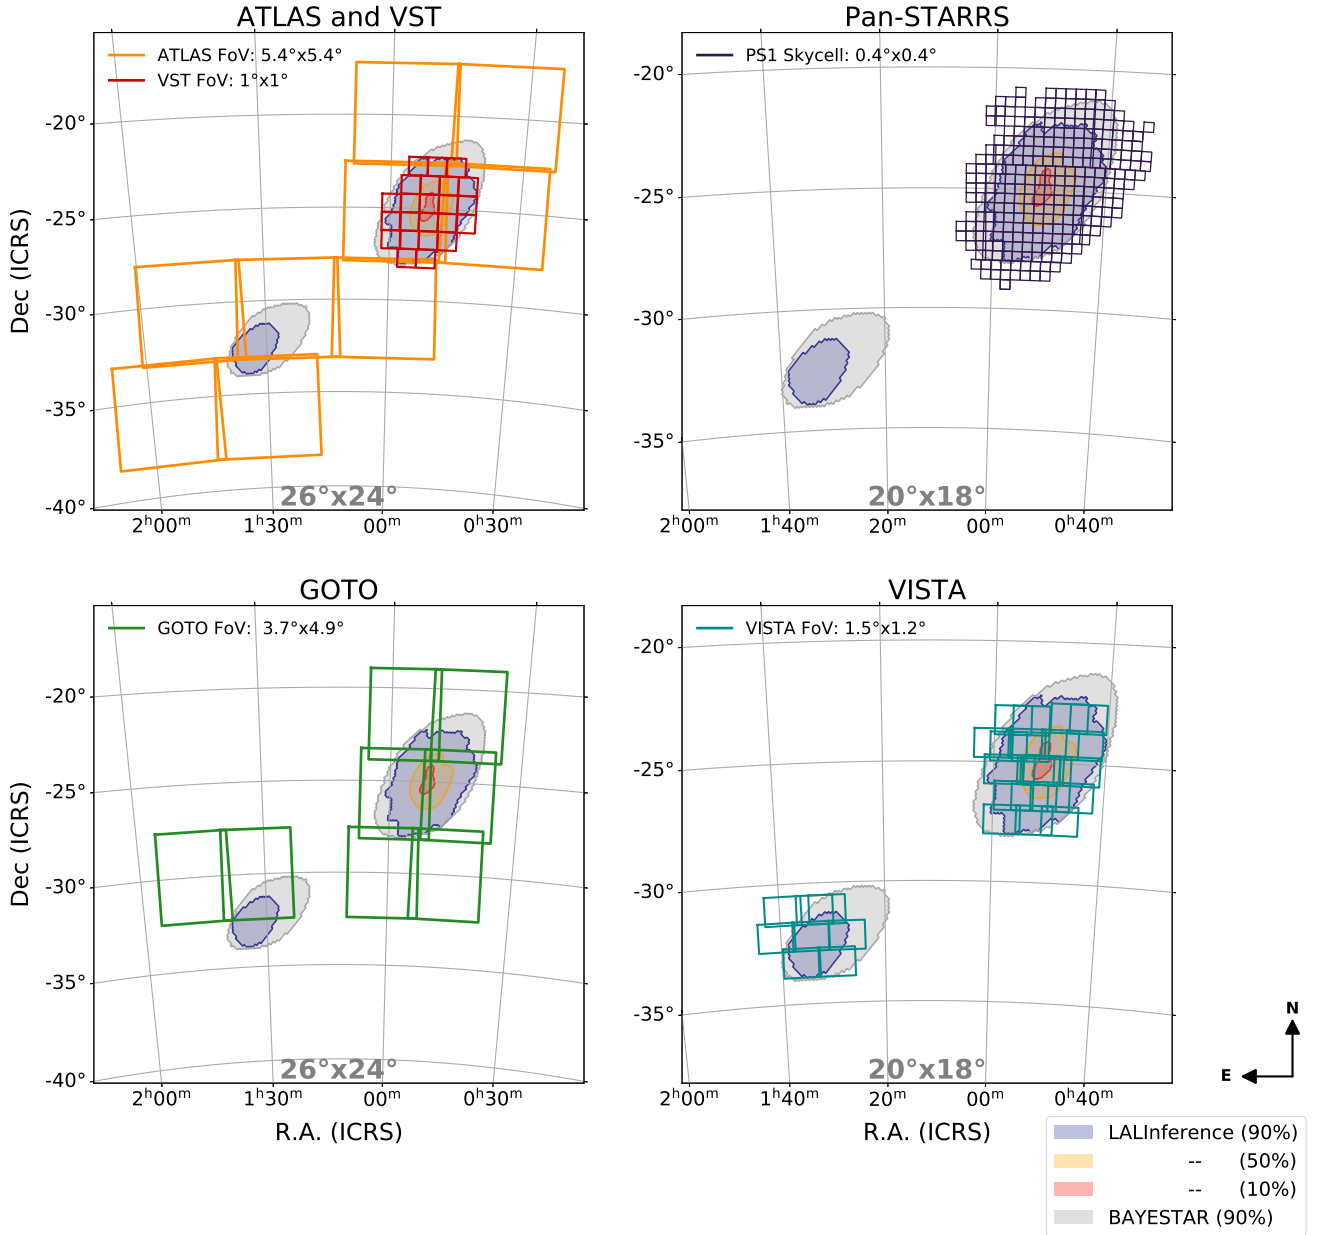 ATLAS and VST
ATLAS FoV: 5.4°x5.4°
VST FoV: 1°x1°
-20°
-25°
-30°
-35°
-40°
Dec (ICRS)
26°x24°
2h00m 1h30m 00m 0h30m
Pan-STARRS
PS1 Skycell: 0.4°x0.4°
-20°
-25°
-30°
-35°
20°x18°
2h00m 1h40m 20m 00m 0h40m
GOTO
GOTO FoV: 3.7°x4.9°
-20°
-25°
-30°
-35°
-40°
Dec (ICRS)
26°x24°
2h00m 1h30m 00m 0h30m
R.A. (ICRS)
VISTA
VISTA FoV: 1.5°x1.2°
-20°
-25°
-30°
-35°
20°x18°
2h00m 1h40m 20m 00m 0h40m
R.A. (ICRS)
N
E
LALInference (90%)
-- (50%)
-- (10%)
BAYESTAR (90%)